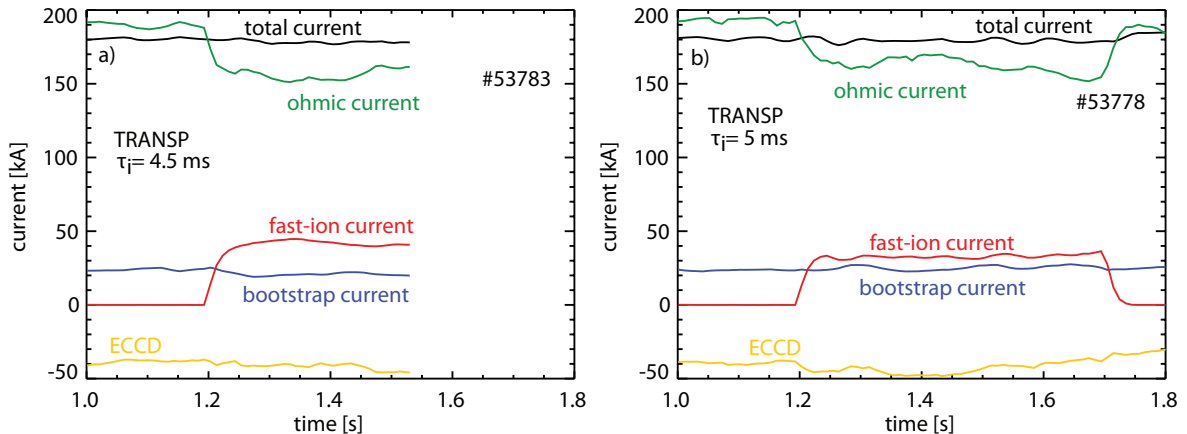 200
150
100
50
0
-50
current [kA]
a)
total current
ohmic current
#53783
TRANSP
τi= 4.5 ms
fast-ion current
bootstrap current
ECCD
1.0 1.2 1.4 1.6 1.8
time [s]
200
150
100
50
0
-50
current [kA]
b)
total current
ohmic current
#53778
TRANSP
τi= 5 ms
fast-ion current
bootstrap current
ECCD
1.0 1.2 1.4 1.6 1.8
time [s]